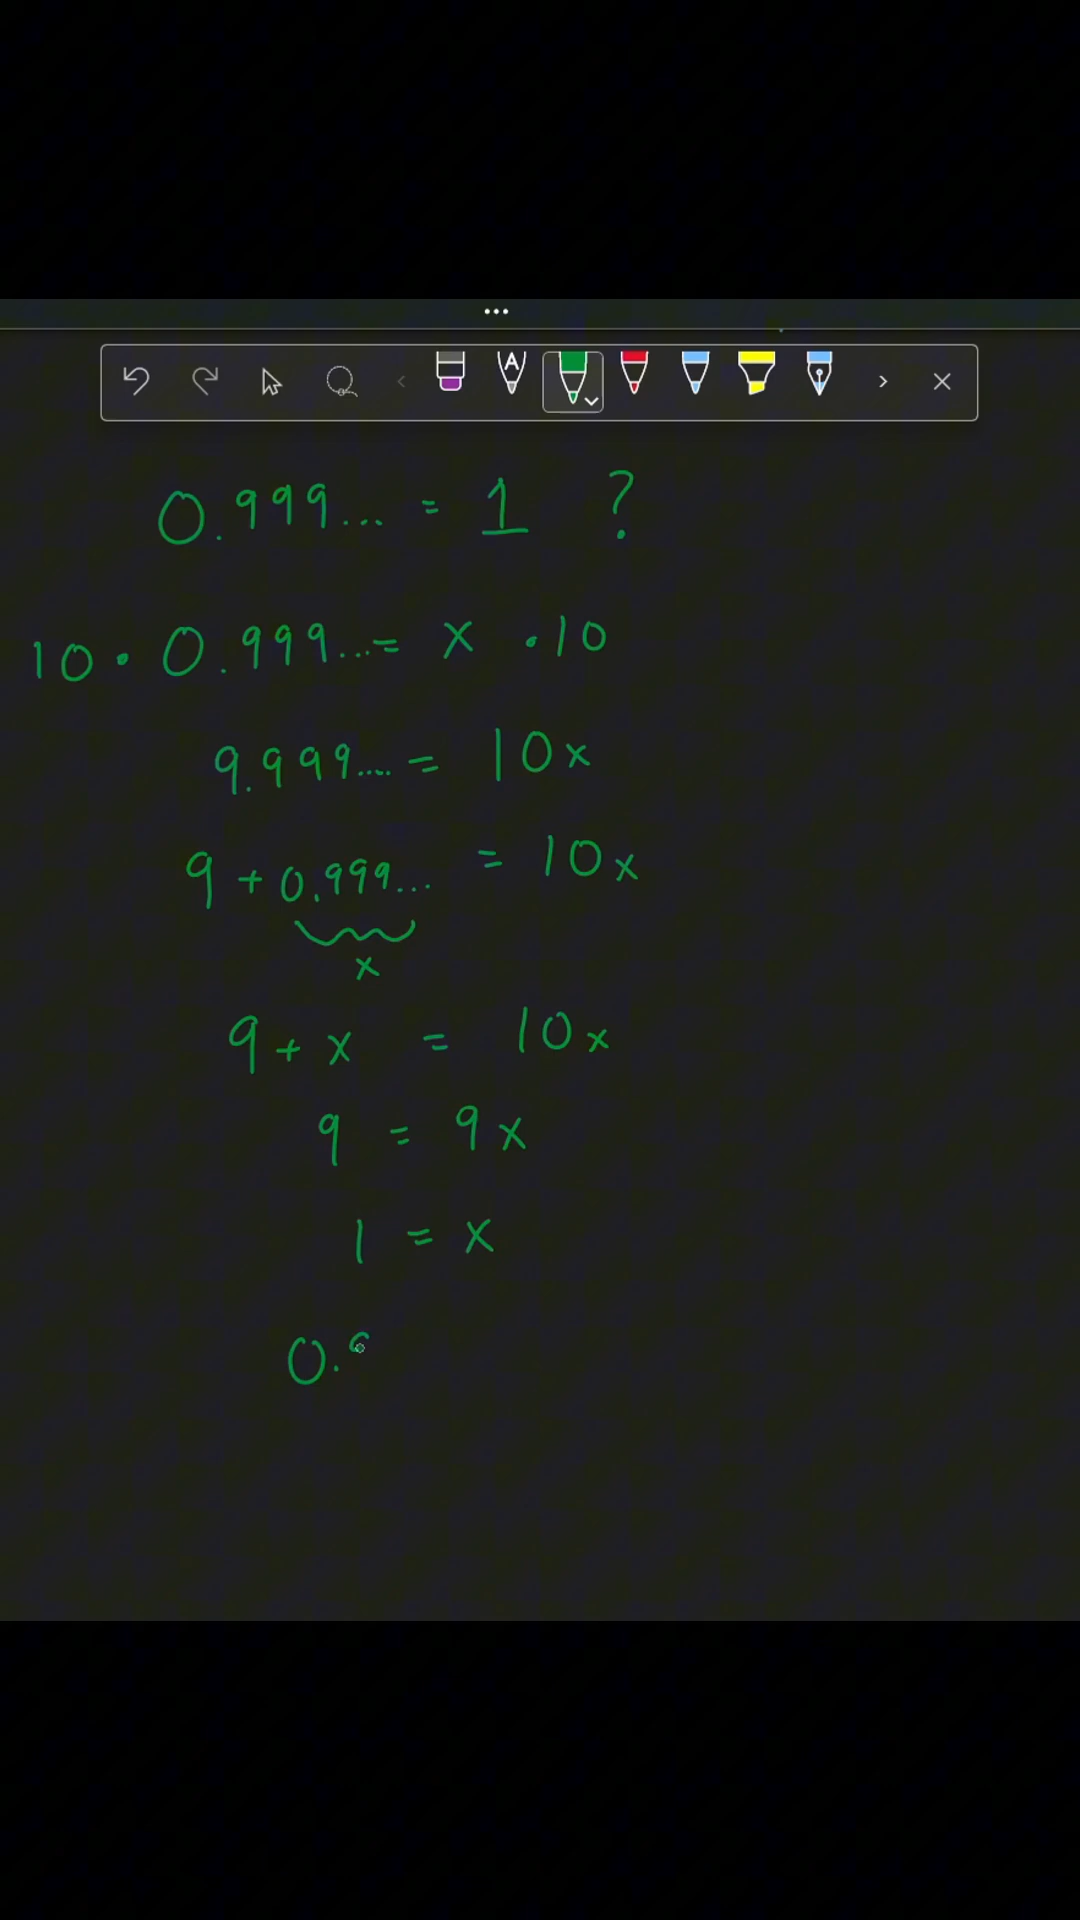 0.999... = 1 ?
10 • 0.999... = x • 10
9.999.... = 10x
9 + 0.999... = 10x
x
9 + x = 10x
9 = 9x
1 = x
0.